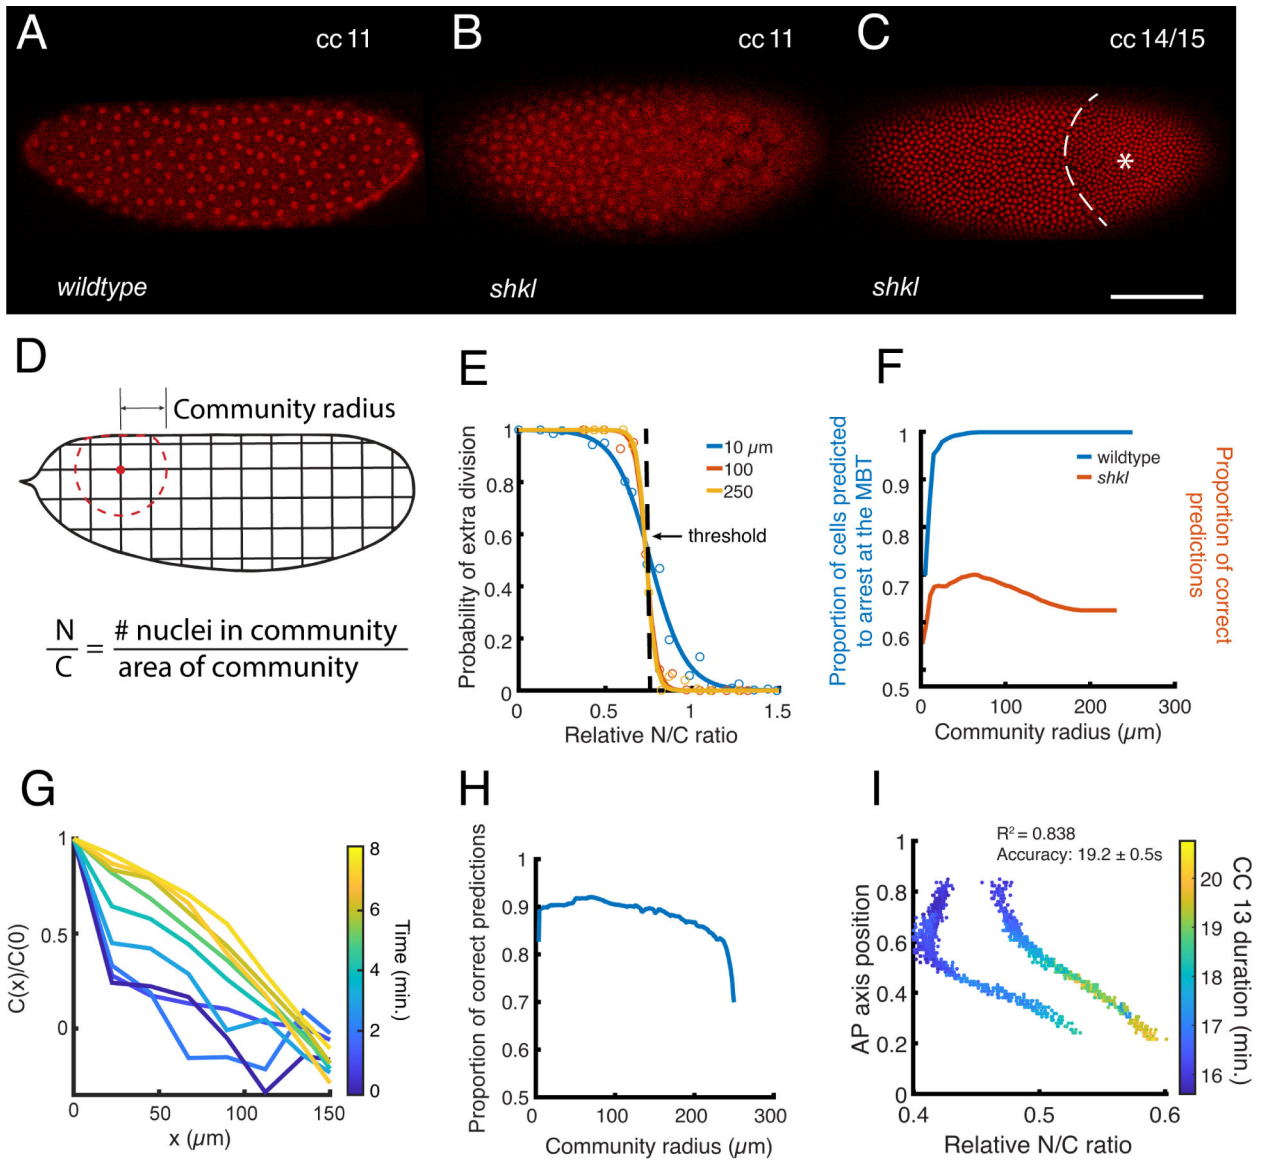 A
cc 11
wildtype
B
cc 11
shkl
C
cc 14/15
shkl
*
D
Community radius
N/C = # nuclei in community / area of community
E
Probability of extra division
1
0.8
0.6
0.4
0.2
0
0
0.5
1
1.5
Relative N/C ratio
10 μm
100
250
threshold
F
Proportion of cells predicted
to arrest at the MBT
1
0.9
0.8
0.7
0.6
0.5
0
100
200
300
Community radius (μm)
wildtype
shkl
Proportion of correct
predictions
G
C(x)/C(0)
1
0.5
0
0
50
100
150
x (μm)
8
6
4
2
0
Time (min.)
H
Proportion of correct predictions
1
0.9
0.8
0.7
0.6
0.5
0
100
200
300
Community radius (μm)
I
R² = 0.838
Accuracy: 19.2 ± 0.5s
AP axis position
1
0.8
0.6
0.4
0.2
0
0.4
0.5
0.6
Relative N/C ratio
20
19
18
17
16
CC 13 duration (min.)